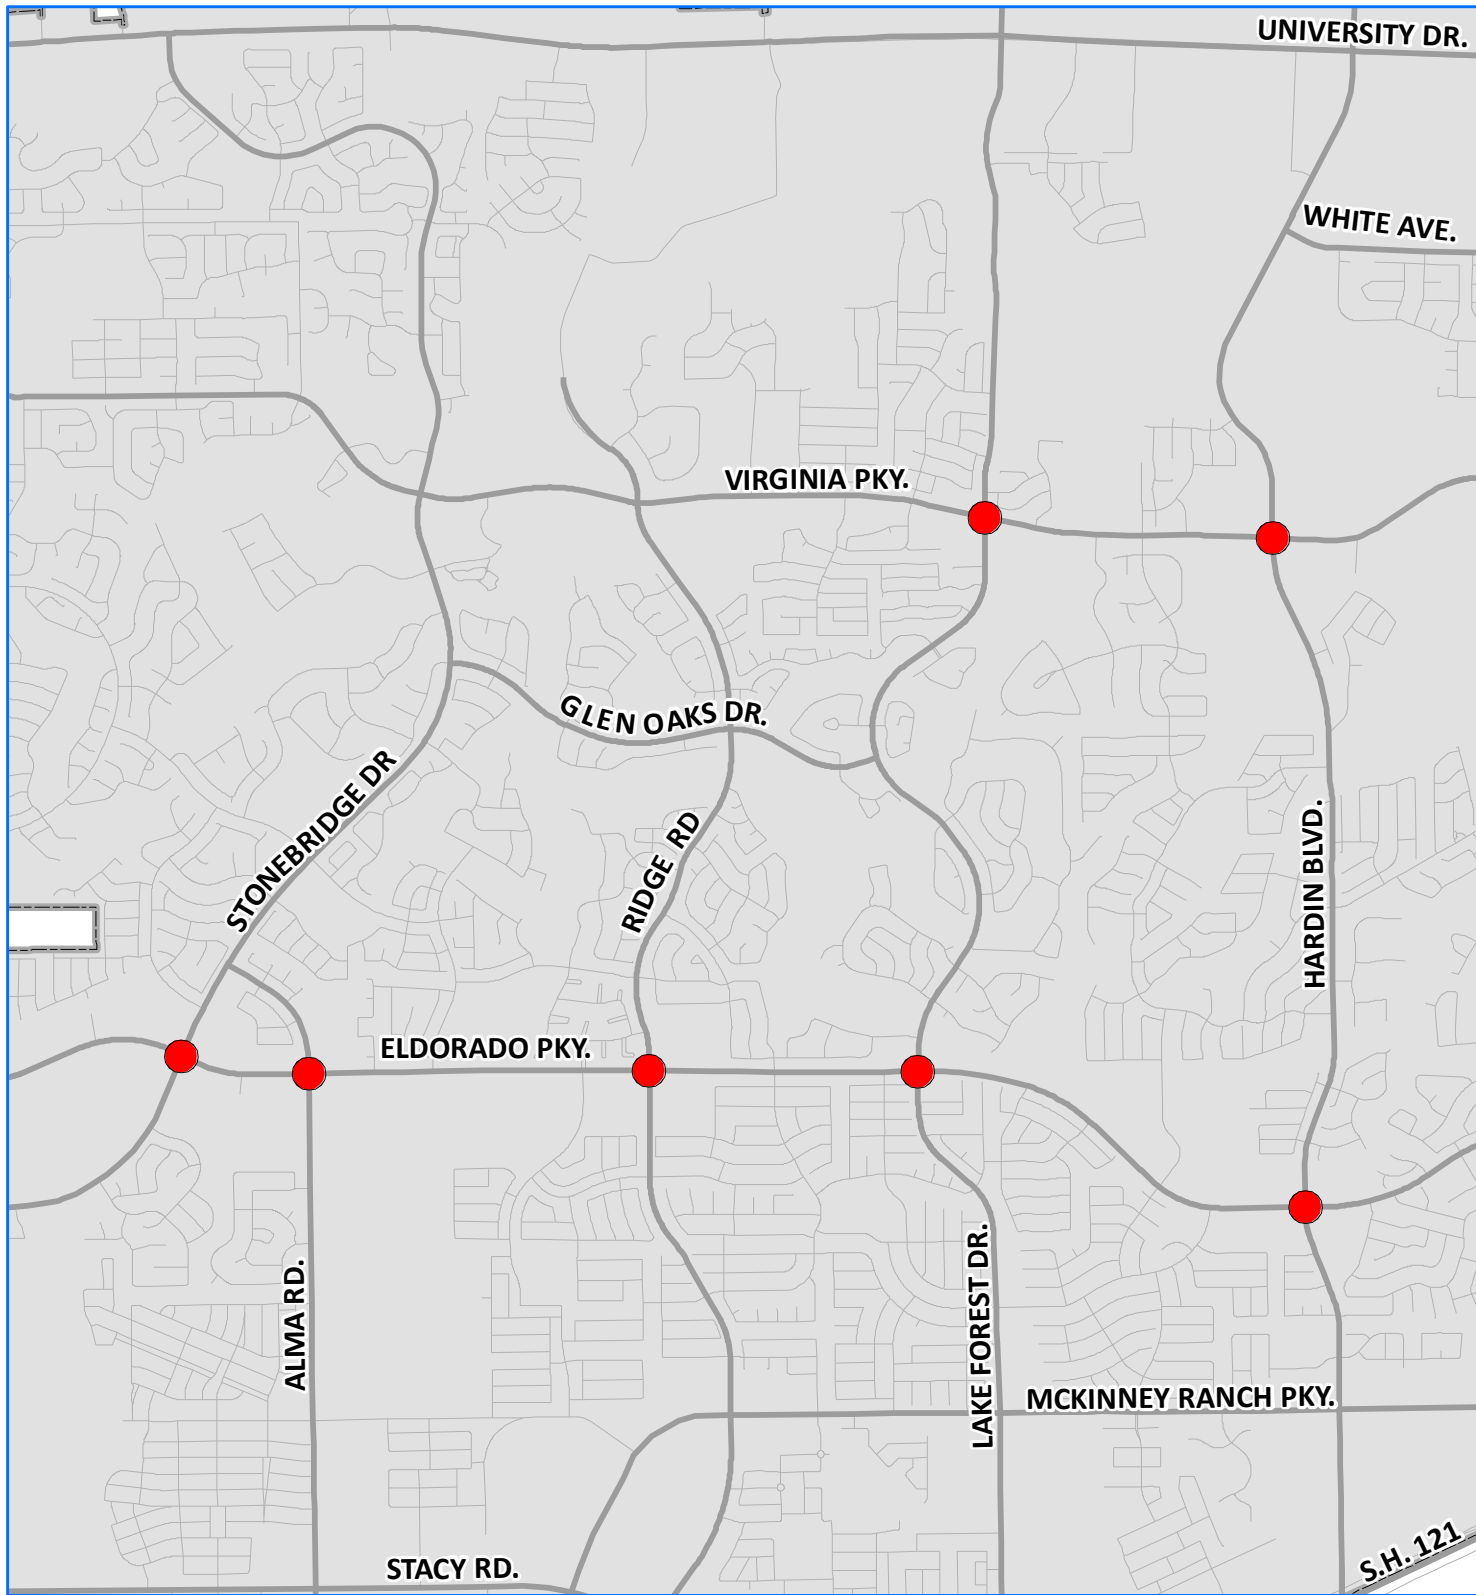 UNIVERSITY DR.
WHITE AVE.
VIRGINIA PKY.
GLEN OAKS DR.
STONEBRIDGE DR
RIDGE RD
HARDIN BLVD.
ELDORADO PKY.
ALMA RD.
LAKE FOREST DR.
MCKINNEY RANCH PKY.
STACY RD.
S.H. 121